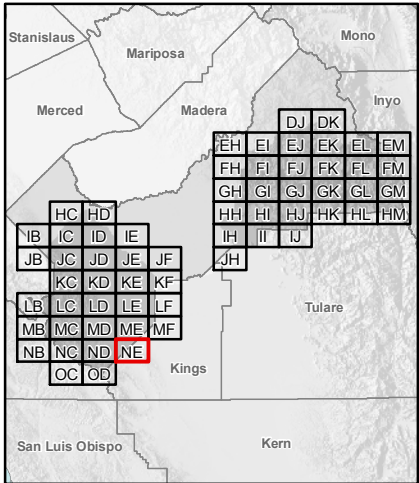 Stanislaus
Mono
Mariposa
Inyo
Merced
Madera
DJ DK
EH EI EJ EK EL EM
FH FI FJ FK FL FM
GH GI GJ GK GL GM
HC HD HH HI HJ HK HL HM
IB IC ID IE IH II IJ
JB JC JD JE JF JH
KC KD KE KF
LB LC LD LE LF
Tulare
MB MC MD ME MF
NB NC ND NE
Kings
OC OD
San Luis Obispo
Kern